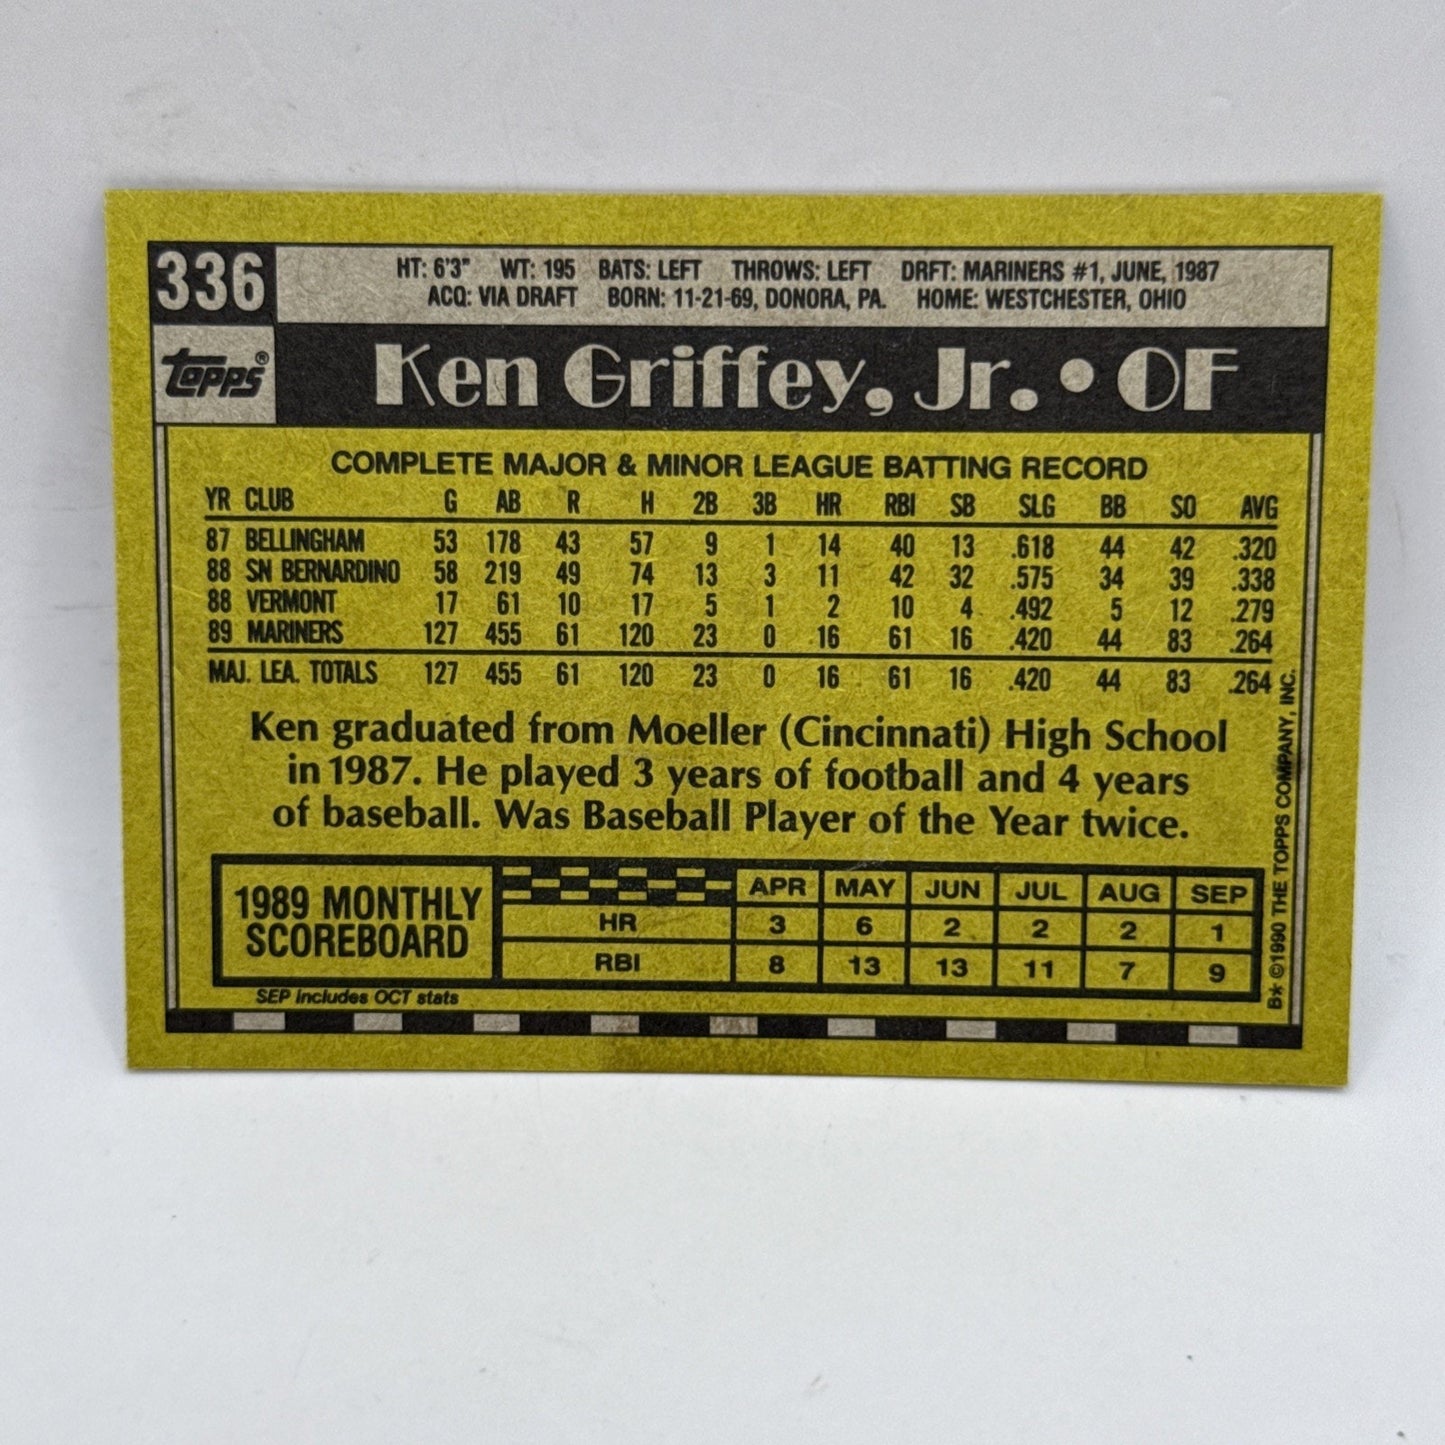 336
HT: 6'3" WT: 195 BATS: LEFT THROWS: LEFT DRFT: MARINERS #1, JUNE, 1987
ACQ: VIA DRAFT BORN: 11-21-69, DONORA, PA. HOME: WESTCHESTER, OHIO
Topps®
Ken Griffey, Jr. • OF
COMPLETE MAJOR & MINOR LEAGUE BATTING RECORD
YR CLUB G AB R H 2B 3B HR RBI SB SLG BB SO AVG
87 BELLINGHAM 53 178 43 57 9 1 14 40 13 .618 44 42 .320
88 SN BERNARDINO 58 219 49 74 13 3 11 42 32 .575 34 39 .338
88 VERMONT 17 61 10 17 5 1 2 10 4 .492 5 12 .279
89 MARINERS 127 455 61 120 23 0 16 61 16 .420 44 83 .264
MAJ. LEA. TOTALS 127 455 61 120 23 0 16 61 16 .420 44 83 .264
Ken graduated from Moeller (Cincinnati) High School
in 1987. He played 3 years of football and 4 years
of baseball. Was Baseball Player of the Year twice.
1989 MONTHLY
SCOREBOARD
APR MAY JUN JUL AUG SEP
HR 3 6 2 2 2 1
RBI 8 13 13 11 7 9
SEP includes OCT stats
B* ©1990 THE TOPPS COMPANY, INC.